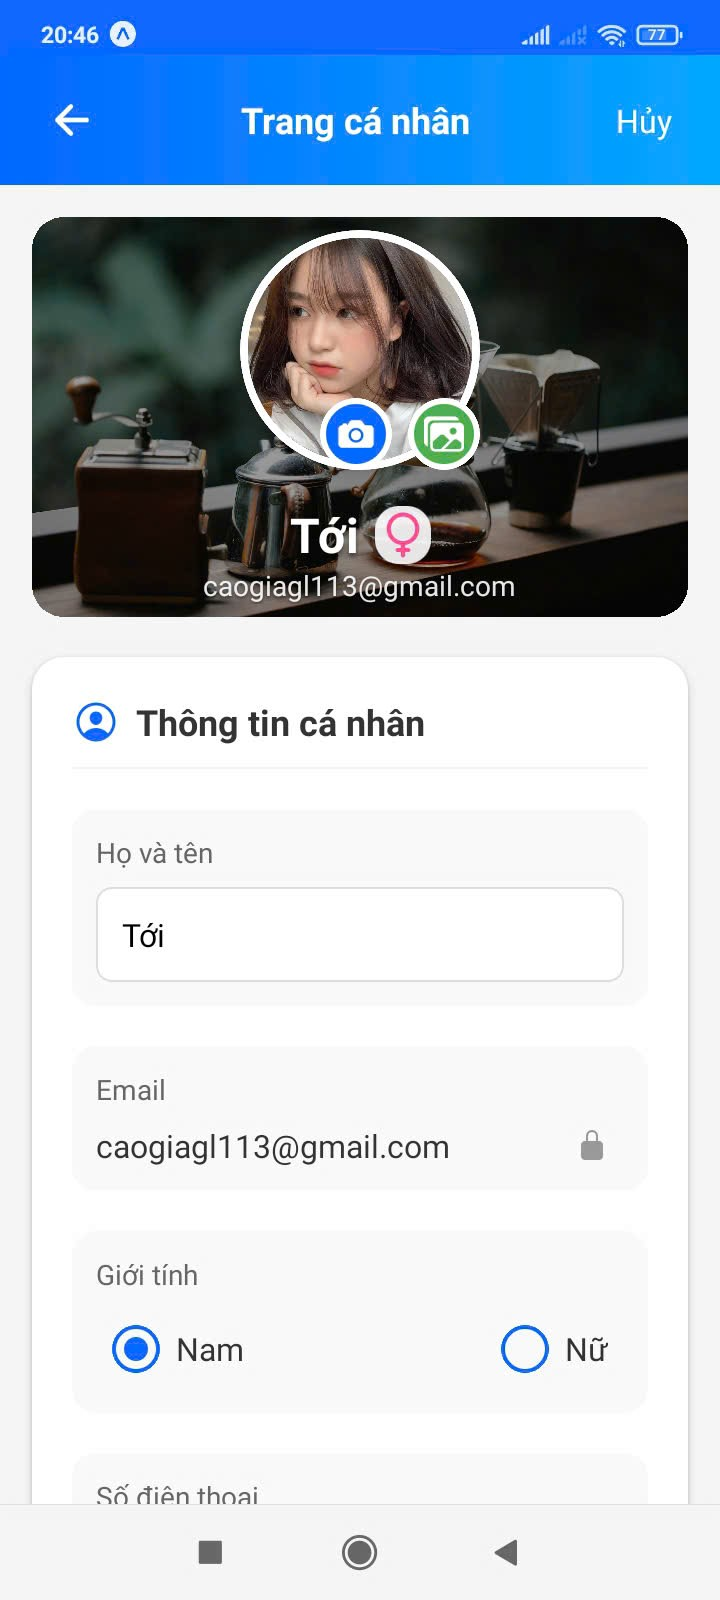 20:46
77
Trang cá nhân
Hủy
Tới
caogiagl113@gmail.com
Thông tin cá nhân
Họ và tên
Tới
Email
caogiagl113@gmail.com
Giới tính
Nam
Nữ
Số điện thoại